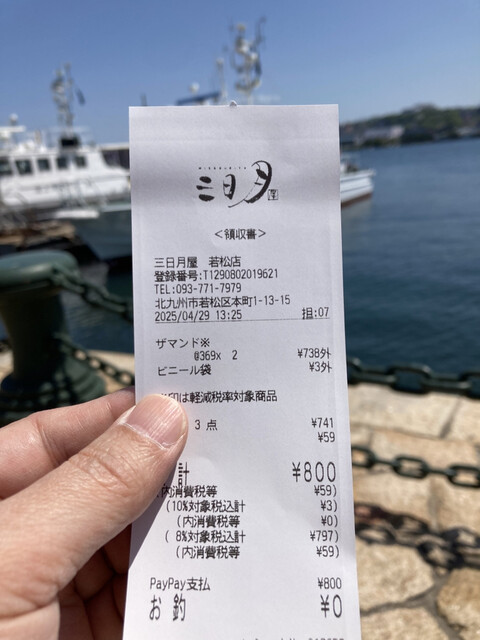 MIKADUKIYA
三日月屋
<領収書>
三日月屋 若松店
登録番号:T1290802019621
TEL:093-771-7979
北九州市若松区本町1-13-15
2025/04/29 13:25 担:07
ザマンド※
@369x 2 ¥738外
ビニール袋 ¥3外
印は軽減税率対象商品
3 点 ¥741
¥59
計 ¥800
内消費税等 ¥59)
(10%対象税込計 ¥3)
(内消費税等 ¥0)
( 8%対象税込計 ¥797)
(内消費税等 ¥59)
PayPay支払 ¥800
お釣 ¥0